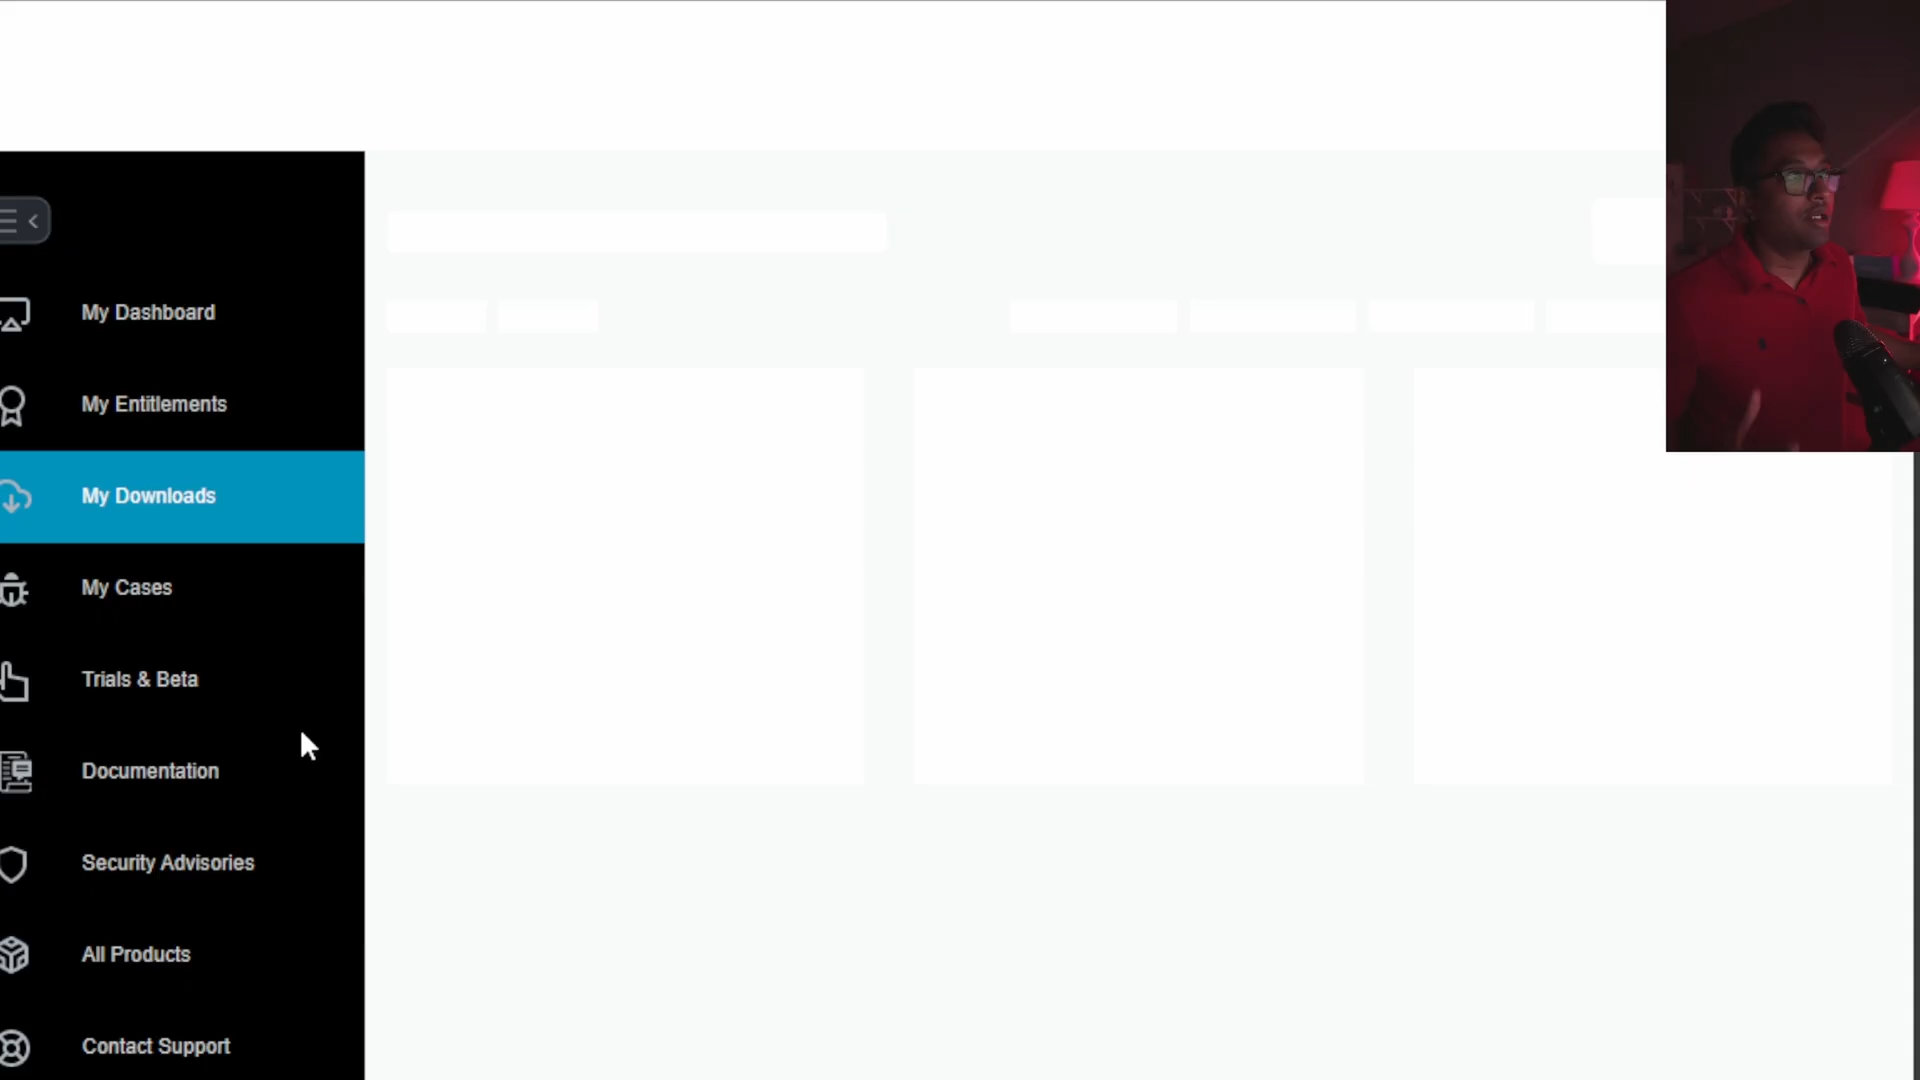 My Dashboard
My Entitlements
My Downloads
My Cases
Trials & Beta
Documentation
Security Advisories
All Products
Contact Support